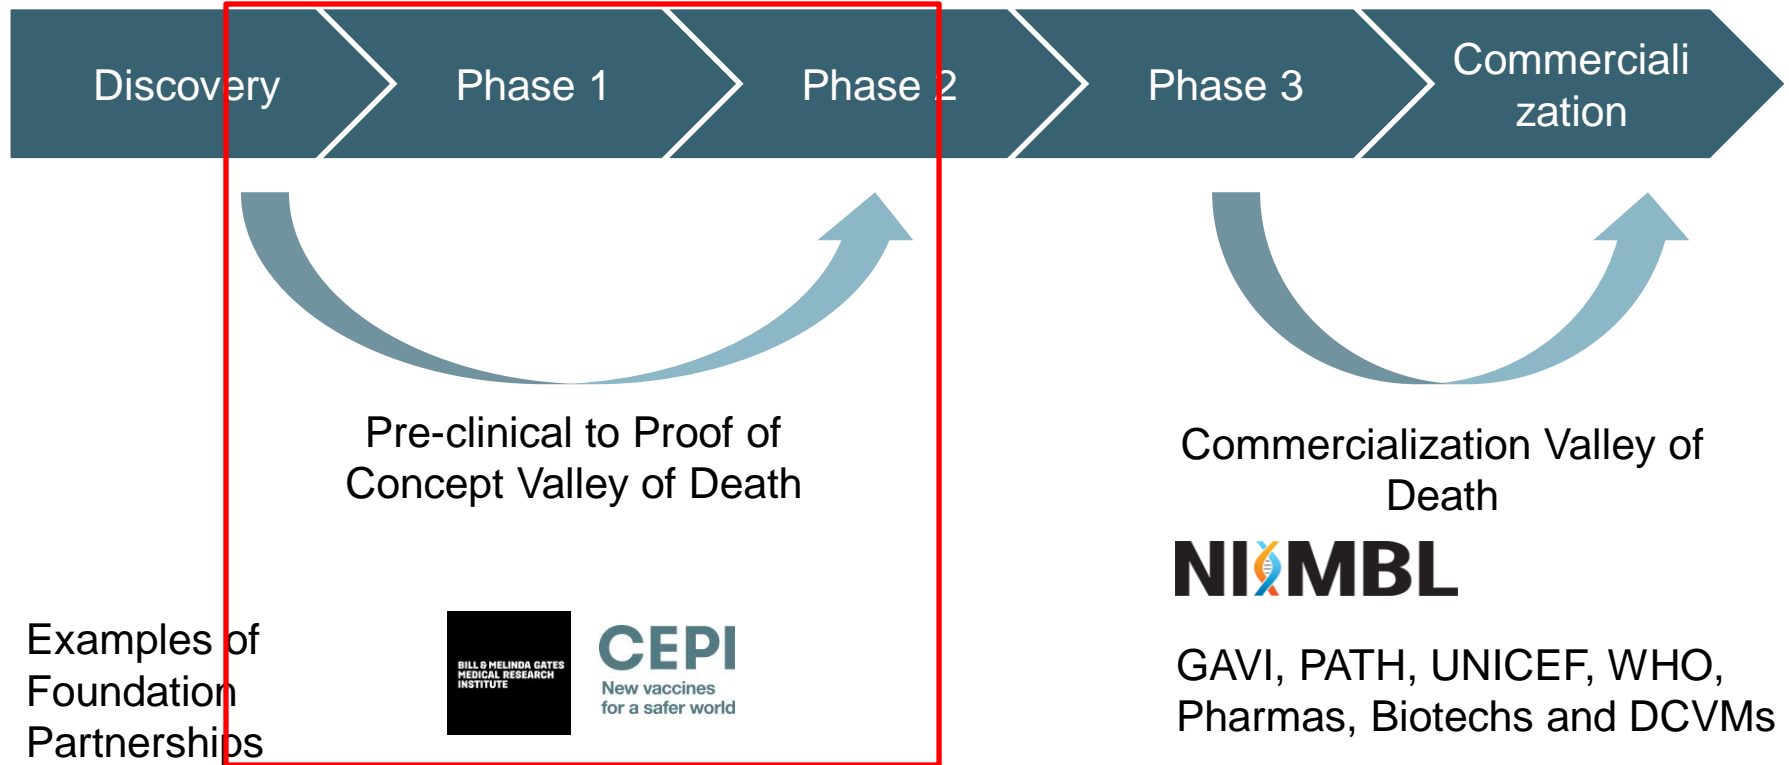 Discovery
Phase 1
Phase 2
Phase 3
Commerciali
zation
Pre-clinical to Proof of
Concept Valley of Death
Commercialization Valley of
Death
NIIMBL
Examples of
Foundation
Partnerships
BILL & MELINDA GATES
MEDICAL RESEARCH
INSTITUTE
CEPI
New vaccines
for a safer world
GAVI, PATH, UNICEF, WHO,
Pharmas, Biotechs and DCVMs